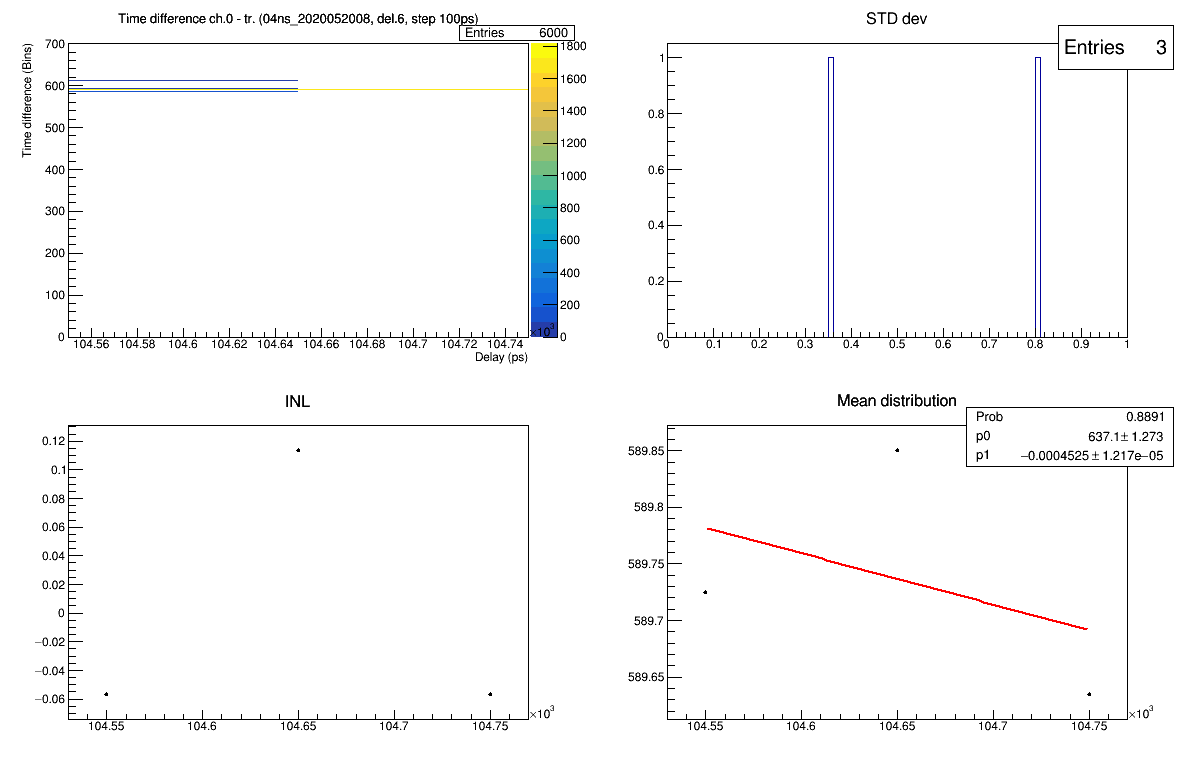 Time difference ch.0 - tr. (04ns_2020052008, del.6, step 100ps)
Entries 6000
Time difference (Bins)
700
600
500
400
300
200
100
0
104.56 104.58 104.6 104.62 104.64 104.66 104.68 104.7 104.72 104.74
×10³
Delay (ps)
1800
1600
1400
1200
1000
800
600
400
200
0
STD dev
Entries 3
1
0.8
0.6
0.4
0.2
0
0 0.1 0.2 0.3 0.4 0.5 0.6 0.7 0.8 0.9 1
INL
0.12
0.1
0.08
0.06
0.04
0.02
0
−0.02
−0.04
−0.06
104.55 104.6 104.65 104.7 104.75
×10³
Mean distribution
Prob 0.8891
p0 637.1 ± 1.273
p1 −0.0004525 ± 1.217e−05
589.85
589.8
589.75
589.7
589.65
104.55 104.6 104.65 104.7 104.75
×10³